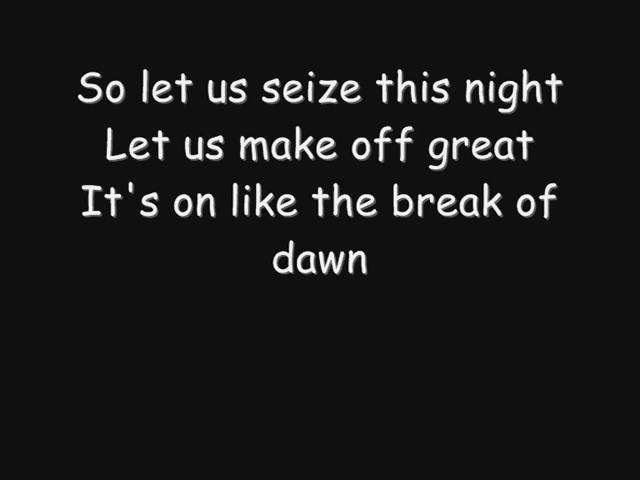 So let us seize this night
Let us make off great
It's on like the break of
dawn